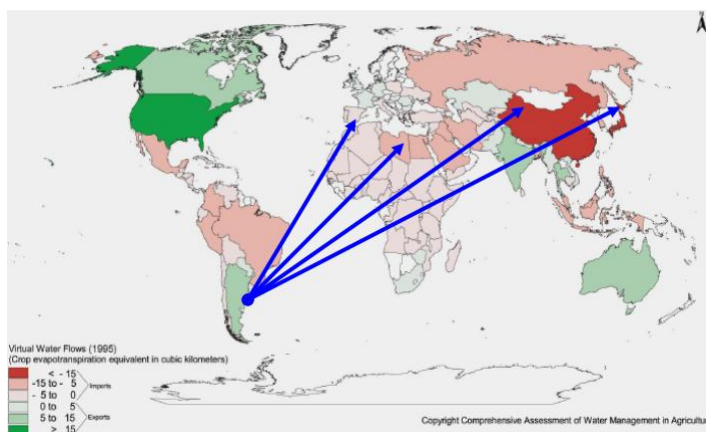 N
Virtual Water Flows (1995)
(Crop evapotranspiration equivalent in cubic kilometers)
< - 15
-15 to - 5
- 5 to 0
Imports
0 to 5
5 to 15
> 15
Exports
Copyright Comprehensive Assessment of Water Management in Agricultu